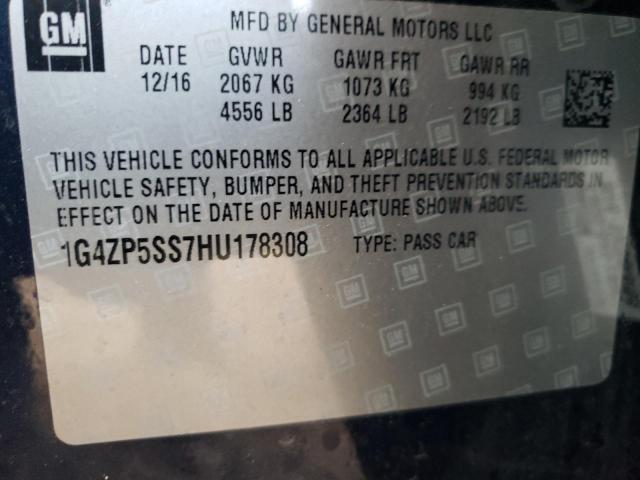 GM
MFD BY GENERAL MOTORS LLC
DATE GVWR GAWR FRT GAWR RR
12/16 2067 KG 1073 KG 994 KG
4556 LB 2364 LB 2192 LB
THIS VEHICLE CONFORMS TO ALL APPLICABLE U.S. FEDERAL MOTOR
VEHICLE SAFETY, BUMPER, AND THEFT PREVENTION STANDARDS IN
EFFECT ON THE DATE OF MANUFACTURE SHOWN ABOVE.
1G4ZP5SS7HU178308 TYPE: PASS CAR